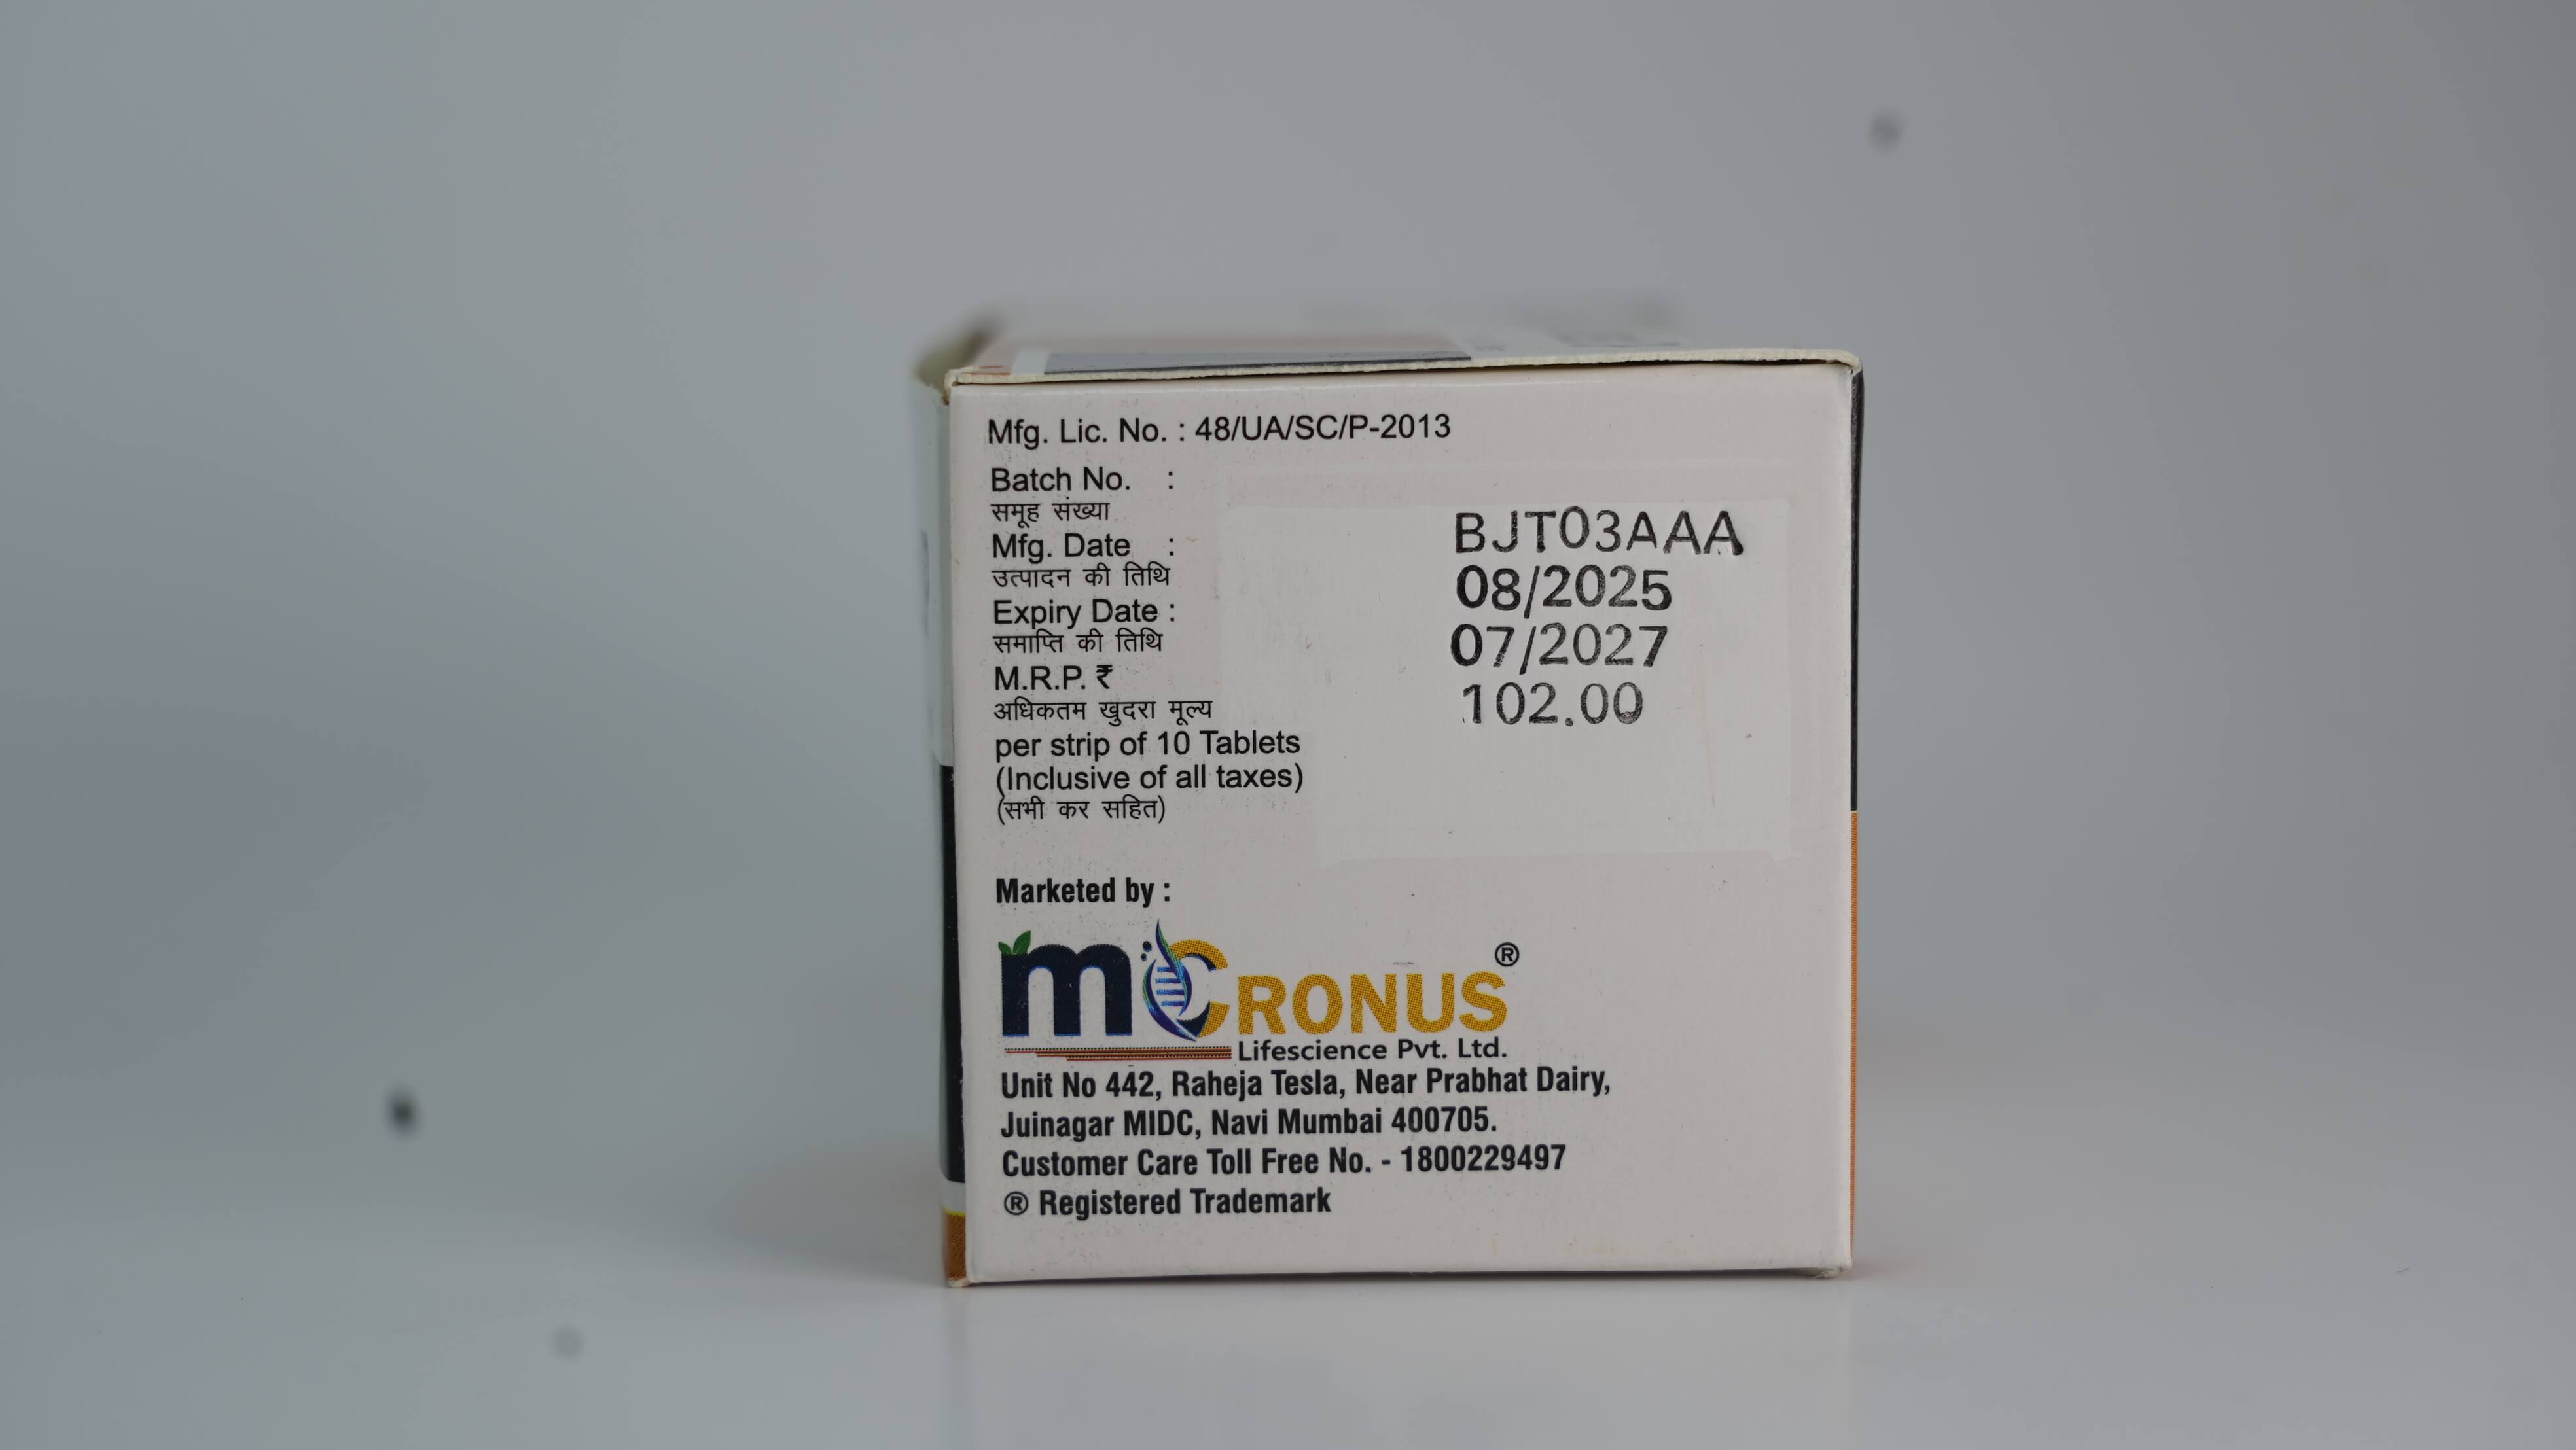 Mfg. Lic. No. : 48/UA/SC/P-2013
Batch No. :
समूह संख्या
BJT03AAA
Mfg. Date :
उत्पादन की तिथि
08/2025
Expiry Date :
समाप्ति की तिथि
07/2027
M.R.P. ₹
अधिकतम खुदरा मूल्य
102.00
per strip of 10 Tablets
(Inclusive of all taxes)
(सभी कर सहित)
Marketed by :
mCRONUS®
Lifescience Pvt. Ltd.
Unit No 442, Raheja Tesla, Near Prabhat Dairy,
Juinagar MIDC, Navi Mumbai 400705.
Customer Care Toll Free No. - 1800229497
® Registered Trademark